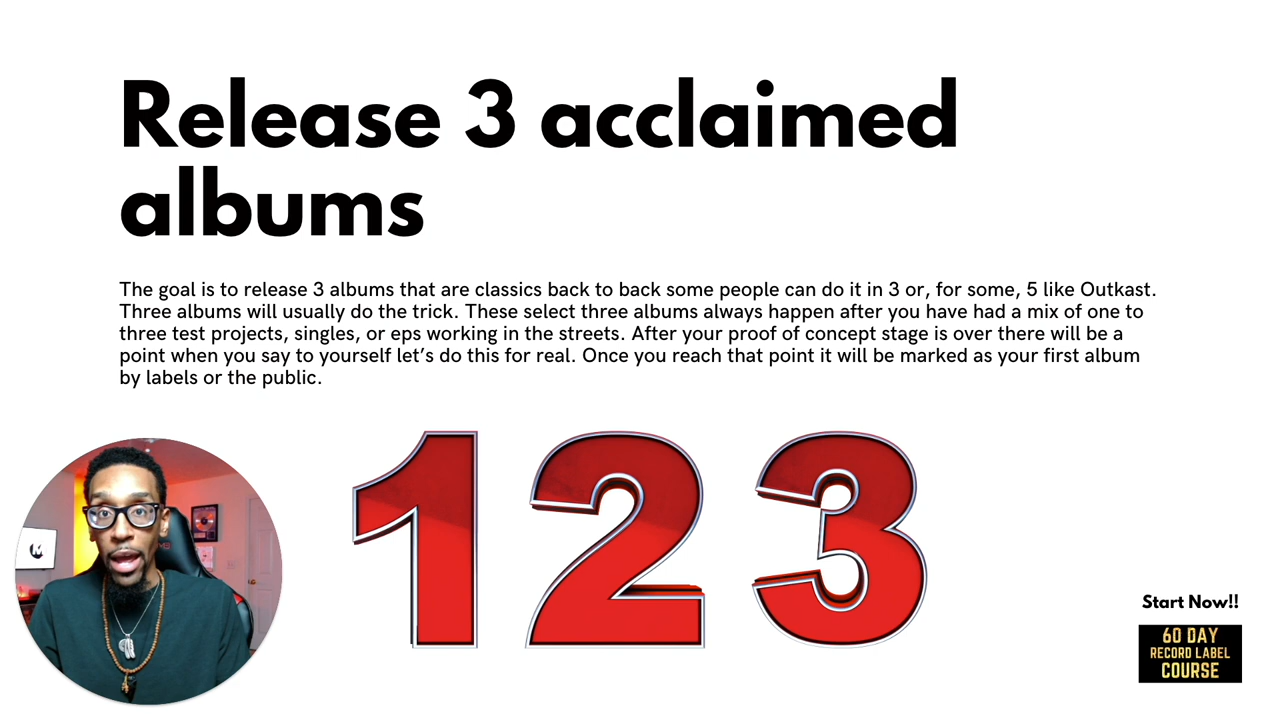 Release 3 acclaimed
albums
The goal is to release 3 albums that are classics back to back some people can do it in 3 or, for some, 5 like Outkast.
Three albums will usually do the trick. These select three albums always happen after you have had a mix of one to
three test projects, singles, or eps working in the streets. After your proof of concept stage is over there will be a
point when you say to yourself let’s do this for real. Once you reach that point it will be marked as your first album
by labels or the public.
1 2 3
Start Now!!
60 DAY
RECORD LABEL
COURSE